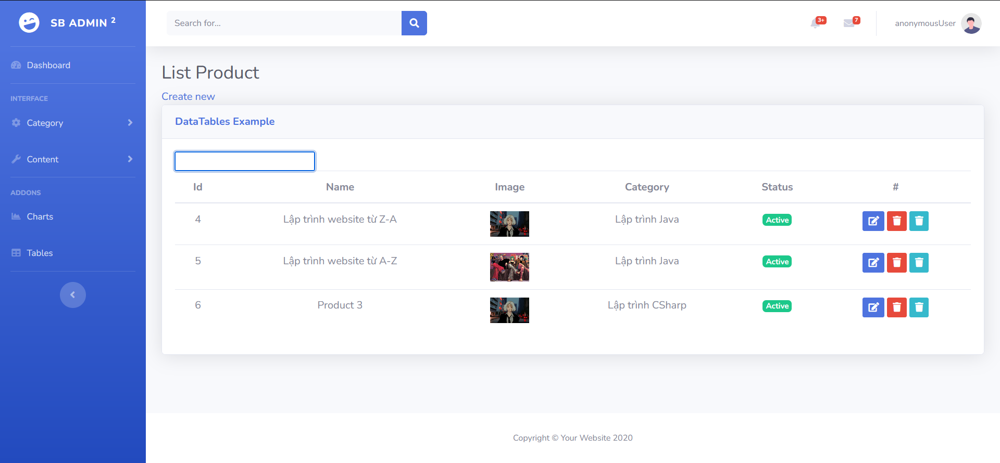 SB ADMIN 2
Search for...
3+
7
anonymousUser
Dashboard
INTERFACE
Category
Content
ADDONS
Charts
Tables
List Product
Create new
DataTables Example
Id Name Image Category Status #
4 Lập trình website từ Z-A Lập trình Java Active
5 Lập trình website từ A-Z Lập trình Java Active
6 Product 3 Lập trình CSharp Active
Copyright © Your Website 2020